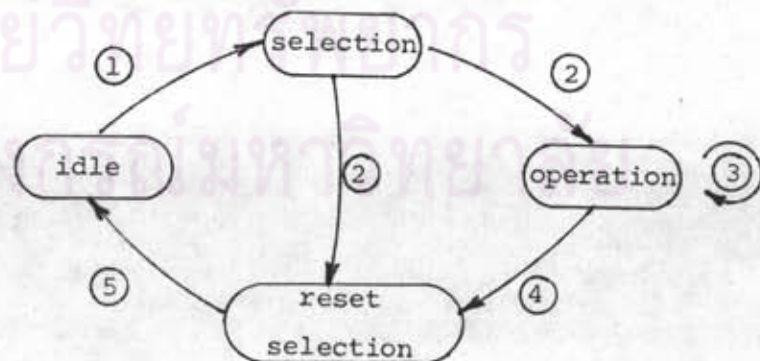 selection
①
②
idle
②
operation
③
reset
selection
⑤
④